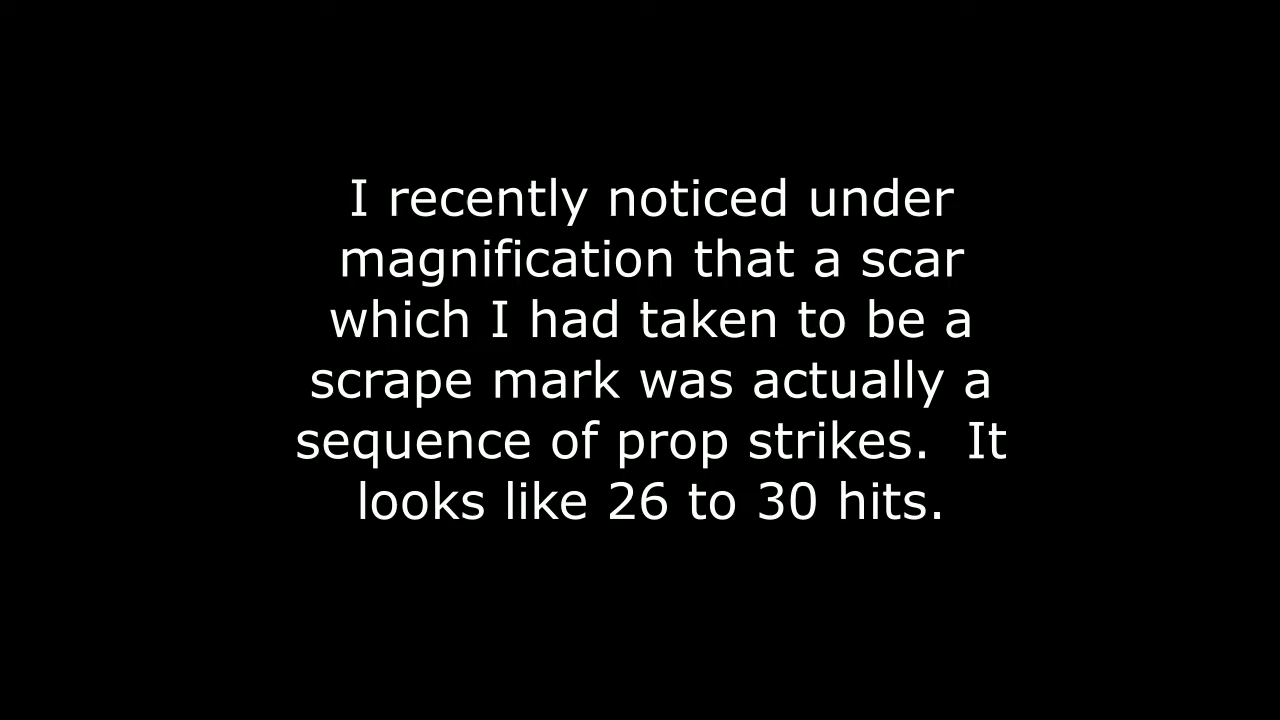 I recently noticed under
magnification that a scar
which I had taken to be a
scrape mark was actually a
sequence of prop strikes.  It
looks like 26 to 30 hits.